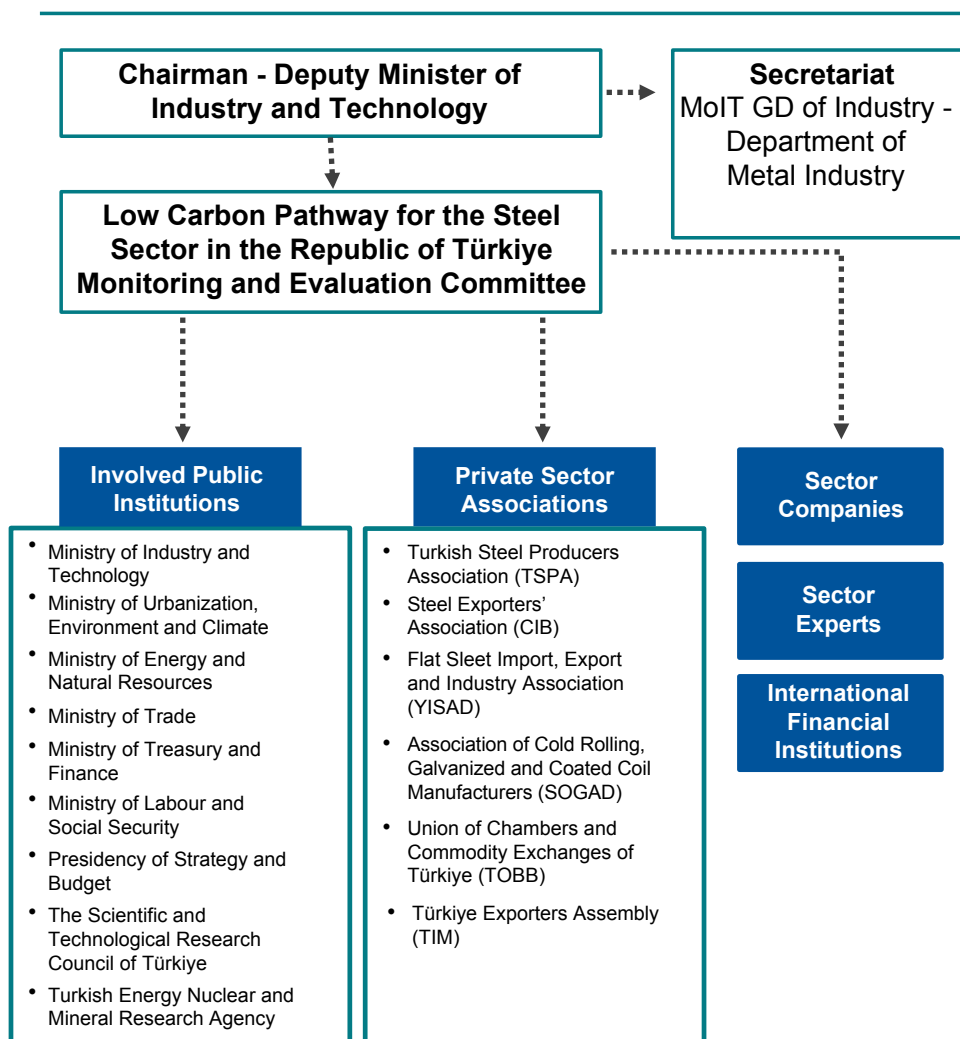 Chairman - Deputy Minister of
Industry and Technology
Secretariat
MoIT GD of Industry -
Department of
Metal Industry
Low Carbon Pathway for the Steel
Sector in the Republic of Türkiye
Monitoring and Evaluation Committee
Involved Public
Institutions
• Ministry of Industry and
Technology
• Ministry of Urbanization,
Environment and Climate
• Ministry of Energy and
Natural Resources
• Ministry of Trade
• Ministry of Treasury and
Finance
• Ministry of Labour and
Social Security
• Presidency of Strategy and
Budget
• The Scientific and
Technological Research
Council of Türkiye
• Turkish Energy Nuclear and
Mineral Research Agency
Private Sector
Associations
• Turkish Steel Producers
Association (TSPA)
• Steel Exporters’
Association (CIB)
• Flat Sleet Import, Export
and Industry Association
(YISAD)
• Association of Cold Rolling,
Galvanized and Coated Coil
Manufacturers (SOGAD)
• Union of Chambers and
Commodity Exchanges of
Türkiye (TOBB)
• Türkiye Exporters Assembly
(TIM)
Sector
Companies
Sector
Experts
International
Financial
Institutions